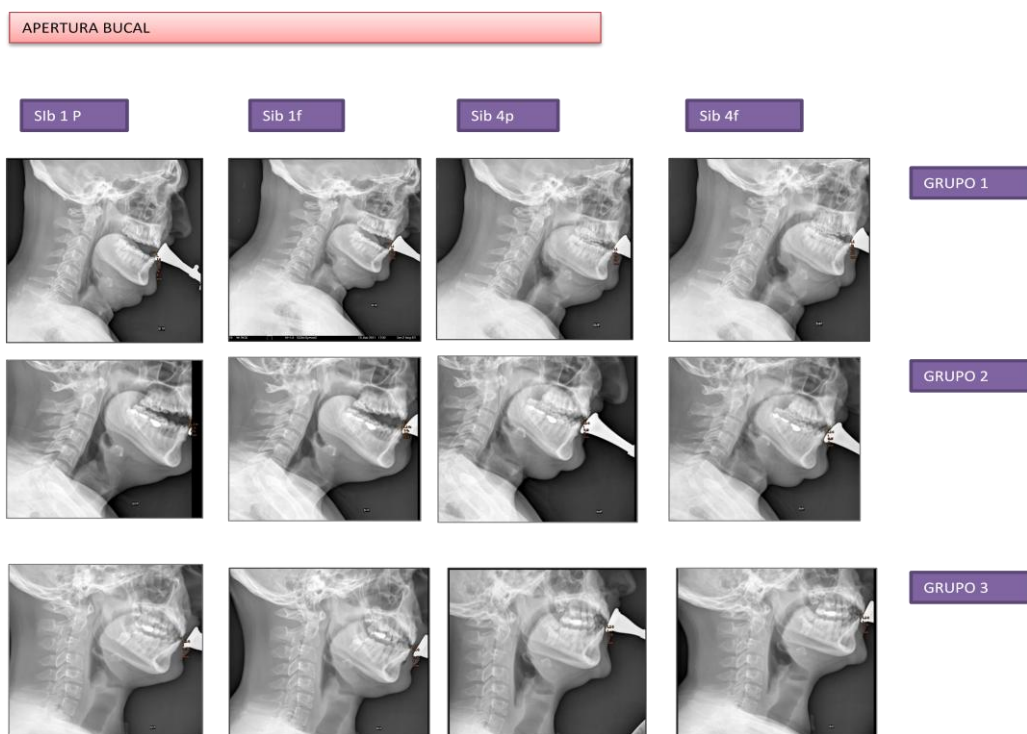 APERTURA BUCAL
SIb 1 P
Sib 1f
Sib 4p
Sib 4f
GRUPO 1
GRUPO 2
GRUPO 3